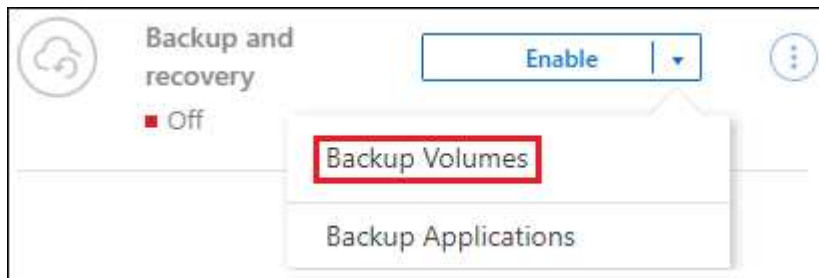 Backup and
recovery
Enable
Off
Backup Volumes
Backup Applications